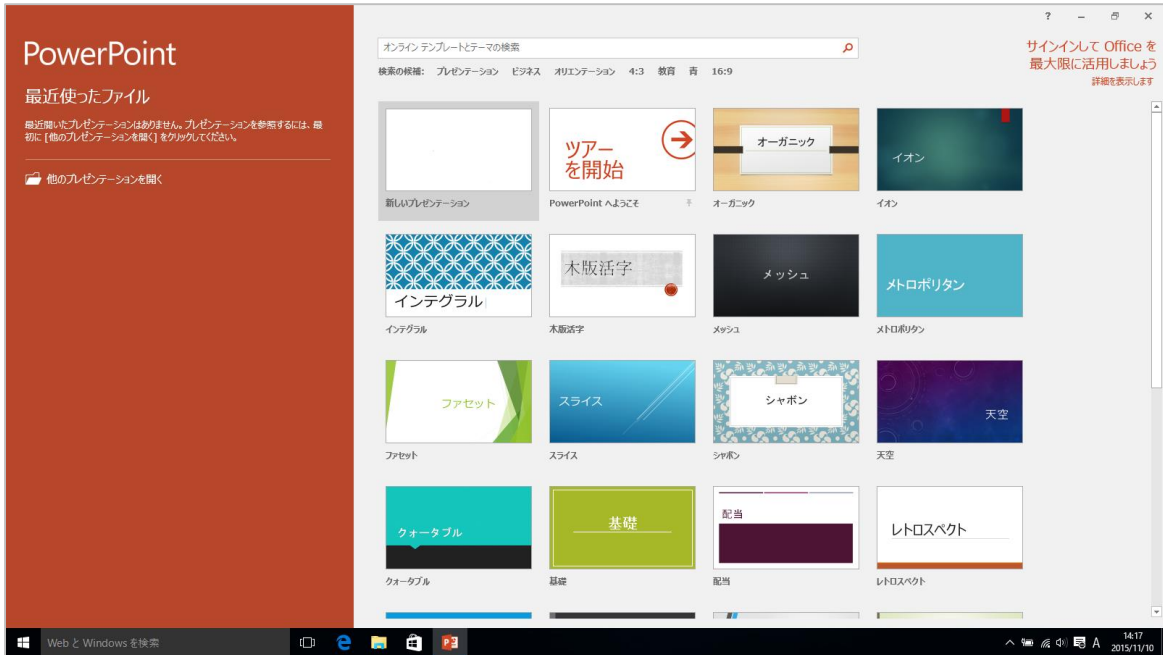 PowerPoint
最近使ったファイル
最近開いたプレゼンテーションはありません。プレゼンテーションを参照するには、最
初に [他のプレゼンテーションを開く] をクリックしてください。
他のプレゼンテーションを開く
? － ×
オンライン テンプレートとテーマの検索
検索の候補: プレゼンテーション ビジネス オリエンテーション 4:3 教育 青 16:9
サインインして Office を
最大限に活用しましょう
詳細を表示します
ツアー
を開始
オーガニック
イオン
新しいプレゼンテーション
PowerPoint へようこそ
オーガニック
イオン
インテグラル
木版活字
メッシュ
メトロポリタン
インテグラル
木版活字
メッシュ
メトロポリタン
ファセット
スライス
シャボン
天空
ファセット
スライス
シャボン
天空
クォータブル
基礎
配当
レトロスペクト
クォータブル
基礎
配当
レトロスペクト
Web と Windows を検索
A
14:17
2015/11/10